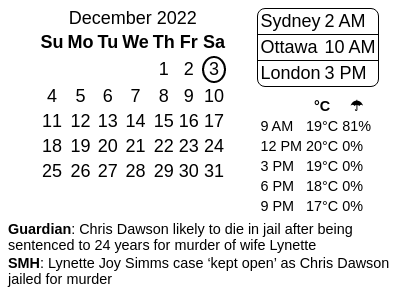 December 2022
Su Mo Tu We Th Fr Sa
1 2 3
4 5 6 7 8 9 10
11 12 13 14 15 16 17
18 19 20 21 22 23 24
25 26 27 28 29 30 31
Sydney 2 AM
Ottawa 10 AM
London 3 PM
°C ☂
9 AM 19°C 81%
12 PM 20°C 0%
3 PM 19°C 0%
6 PM 18°C 0%
9 PM 17°C 0%
Guardian: Chris Dawson likely to die in jail after being
sentenced to 24 years for murder of wife Lynette
SMH: Lynette Joy Simms case ‘kept open’ as Chris Dawson
jailed for murder